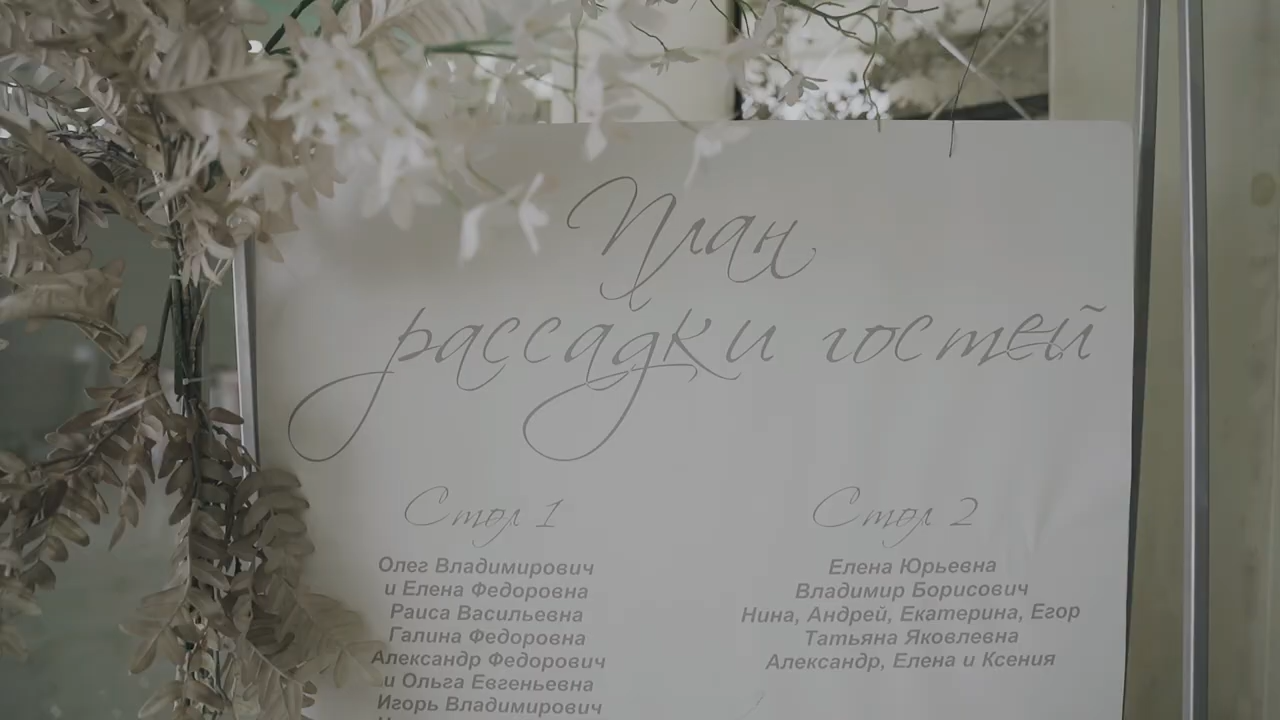 План
рассадки гостей
Стол 1
Олег Владимирович
и Елена Федоровна
Раиса Васильевна
Галина Федоровна
Александр Федорович
и Ольга Евгеньевна
Игорь Владимирович
Стол 2
Елена Юрьевна
Владимир Борисович
Нина, Андрей, Екатерина, Егор
Татьяна Яковлевна
Александр, Елена и Ксения